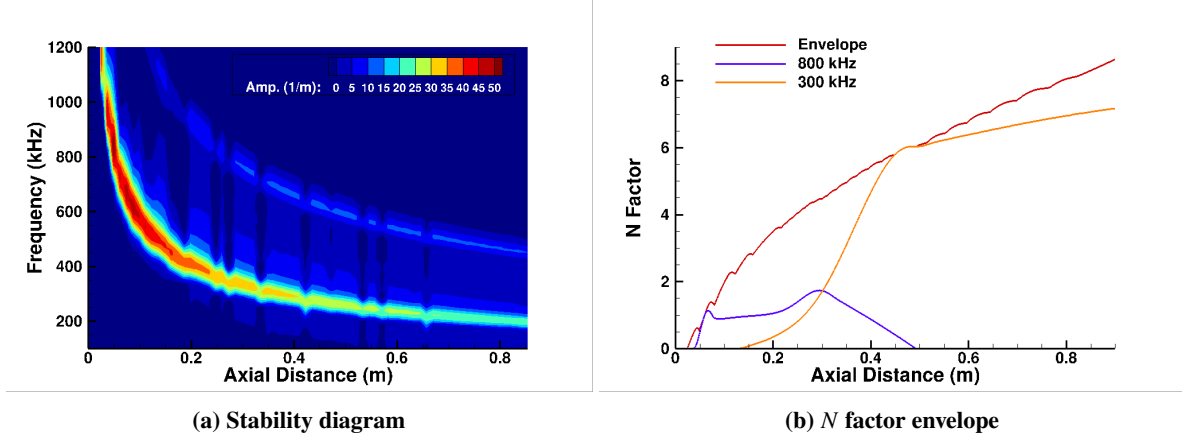 1200
1000
800
600
400
200
Frequency (kHz)
Amp. (1/m): 0 5 10 15 20 25 30 35 40 45 50
0 0.2 0.4 0.6 0.8
Axial Distance (m)
(a) Stability diagram
Envelope
800 kHz
300 kHz
8
6
4
2
0
N Factor
0 0.2 0.4 0.6 0.8
Axial Distance (m)
(b) N factor envelope